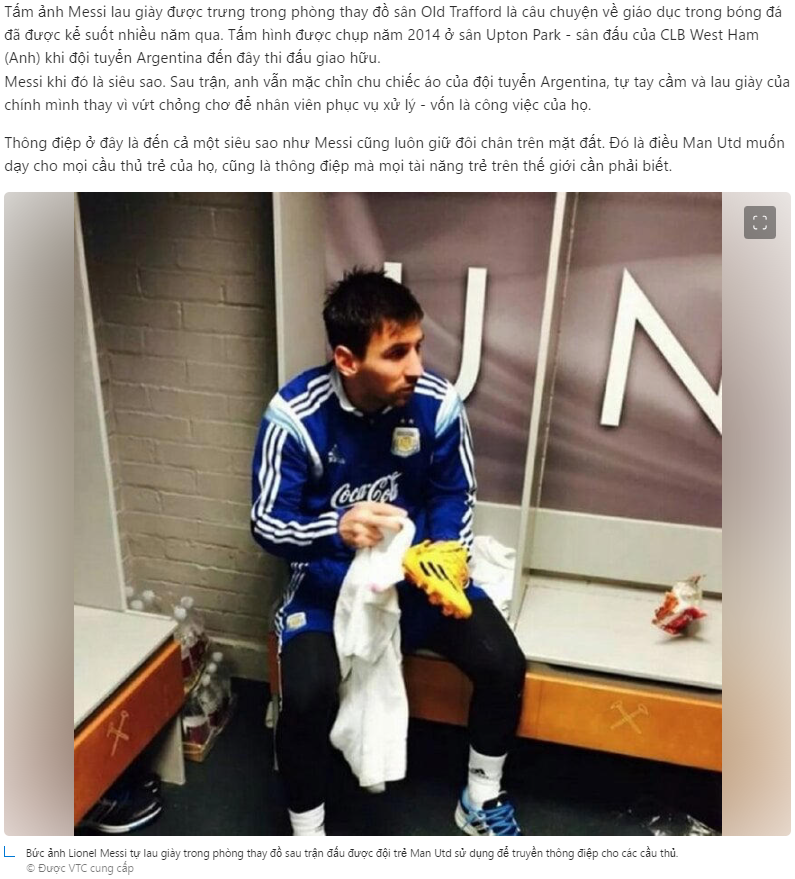 Tấm ảnh Messi lau giày được trưng trong phòng thay đồ sân Old Trafford là câu chuyện về giáo dục trong bóng đá
đã được kể suốt nhiều năm qua. Tấm hình được chụp năm 2014 ở sân Upton Park - sân đấu của CLB West Ham
(Anh) khi đội tuyển Argentina đến đây thi đấu giao hữu.
Messi khi đó là siêu sao. Sau trận, anh vẫn mặc chỉn chu chiếc áo của đội tuyển Argentina, tự tay cầm và lau giày của
chính mình thay vì vứt chỏng chơ để nhân viên phục vụ xử lý - vốn là công việc của họ.
Thông điệp ở đây là đến cả một siêu sao như Messi cũng luôn giữ đôi chân trên mặt đất. Đó là điều Man Utd muốn
dạy cho mọi cầu thủ trẻ của họ, cũng là thông điệp mà mọi tài năng trẻ trên thế giới cần phải biết.
U N
Coca-Cola
Bức ảnh Lionel Messi tự lau giày trong phòng thay đồ sau trận đấu được đội trẻ Man Utd sử dụng để truyền thông điệp cho các cầu thủ.
© Được VTC cung cấp